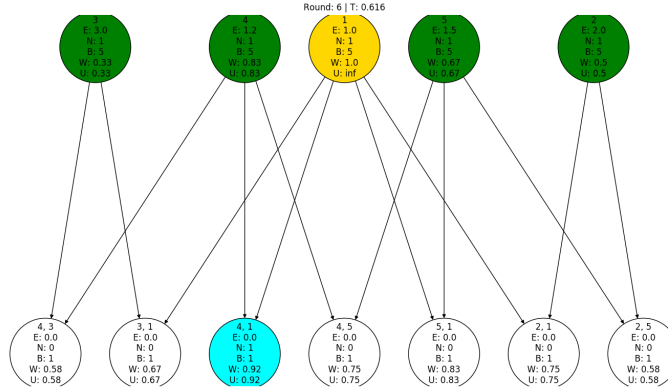 Round: 6 | T: 0.616
3
E: 3.0
N: 1
B: 5
W: 0.33
U: 0.33
4
E: 1.2
N: 1
B: 5
W: 0.83
U: 0.83
1
E: 1.0
N: 1
B: 5
W: 1.0
U: inf
5
E: 1.5
N: 1
B: 5
W: 0.67
U: 0.67
2
E: 2.0
N: 1
B: 5
W: 0.5
U: 0.5
4, 3
E: 0.0
N: 0
B: 1
W: 0.58
U: 0.58
3, 1
E: 0.0
N: 0
B: 1
W: 0.67
U: 0.67
4, 1
E: 0.0
N: 1
B: 1
W: 0.92
U: 0.92
4, 5
E: 0.0
N: 0
B: 1
W: 0.75
U: 0.75
5, 1
E: 0.0
N: 0
B: 1
W: 0.83
U: 0.83
2, 1
E: 0.0
N: 0
B: 1
W: 0.75
U: 0.75
2, 5
E: 0.0
N: 0
B: 1
W: 0.58
U: 0.58